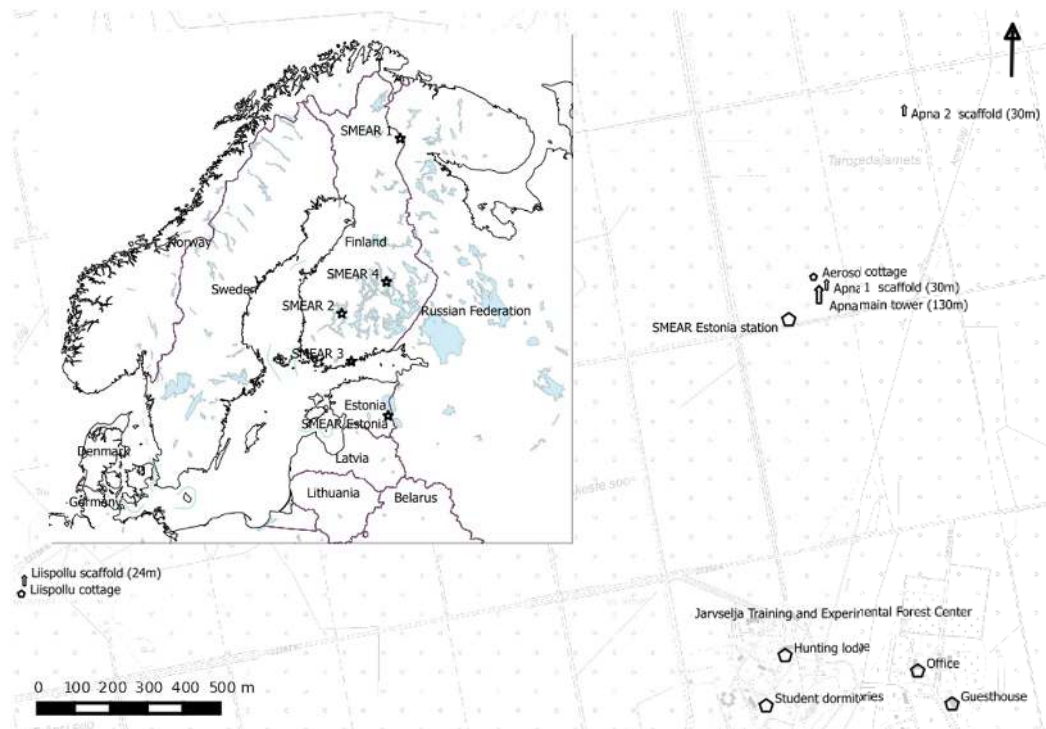 Apna 2 scaffold (30m)
SMEAR 1
Norway
Finland
Sweden
SMEAR 4
SMEAR 2
Russian Federation
SMEAR 3
Aerosol cottage
Apna 1 scaffold (30m)
Apna main tower (130m)
SMEAR Estonia station
Estonia
SMEAR Estonia
Denmark
Latvia
Germany
Lithuania
Belarus
Liispollu scaffold (24m)
Liispollu cottage
Jarvselja Training and Experimental Forest Center
Hunting lodge
Office
Student dormitaries
Guesthouse
0 100 200 300 400 500 m